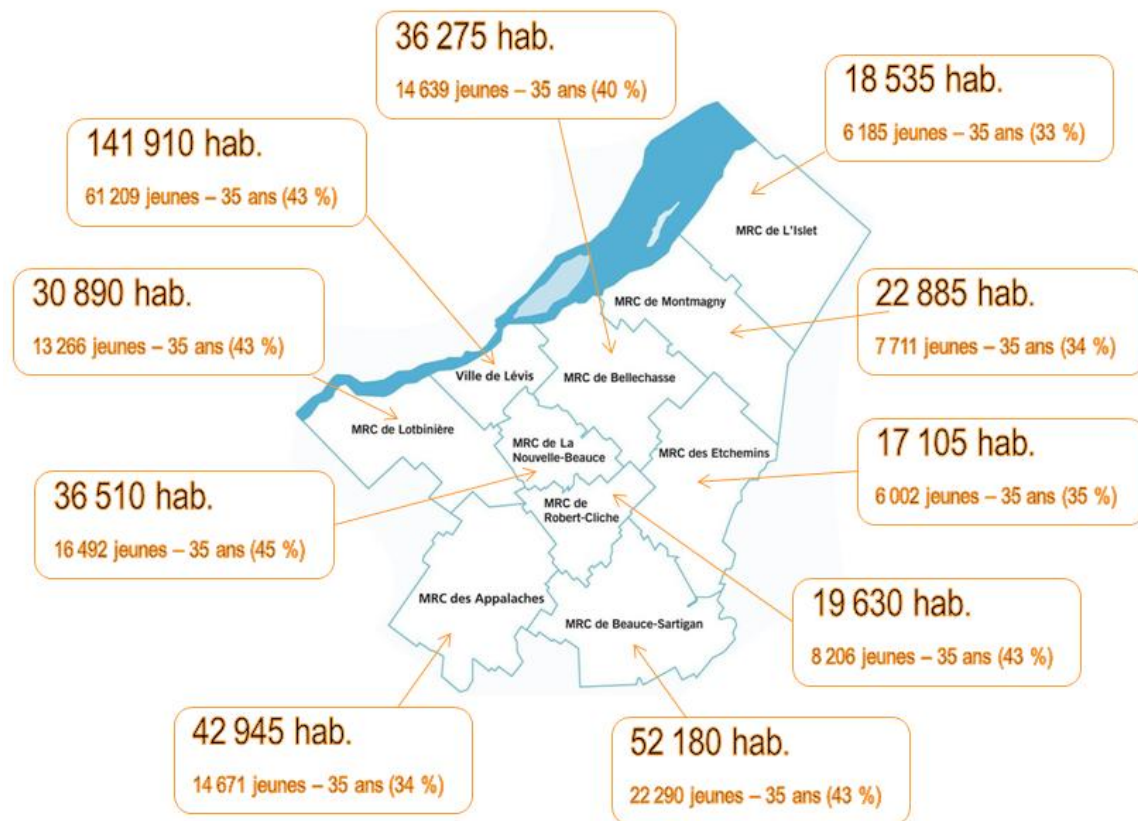 36 275 hab.
14 639 jeunes – 35 ans (40 %)
18 535 hab.
6 185 jeunes – 35 ans (33 %)
141 910 hab.
61 209 jeunes – 35 ans (43 %)
MRC de L'Islet
30 890 hab.
13 266 jeunes – 35 ans (43 %)
MRC de Montmagny
22 885 hab.
7 711 jeunes – 35 ans (34 %)
Ville de Lévis
MRC de Bellechasse
MRC de Lotbinière
MRC de La
Nouvelle-Beauce
MRC des Etchemins
17 105 hab.
6 002 jeunes – 35 ans (35 %)
36 510 hab.
16 492 jeunes – 35 ans (45 %)
MRC de
Robert-Cliche
MRC des Appalaches
MRC de Beauce-Sartigan
19 630 hab.
8 206 jeunes – 35 ans (43 %)
42 945 hab.
14 671 jeunes – 35 ans (34 %)
52 180 hab.
22 290 jeunes – 35 ans (43 %)